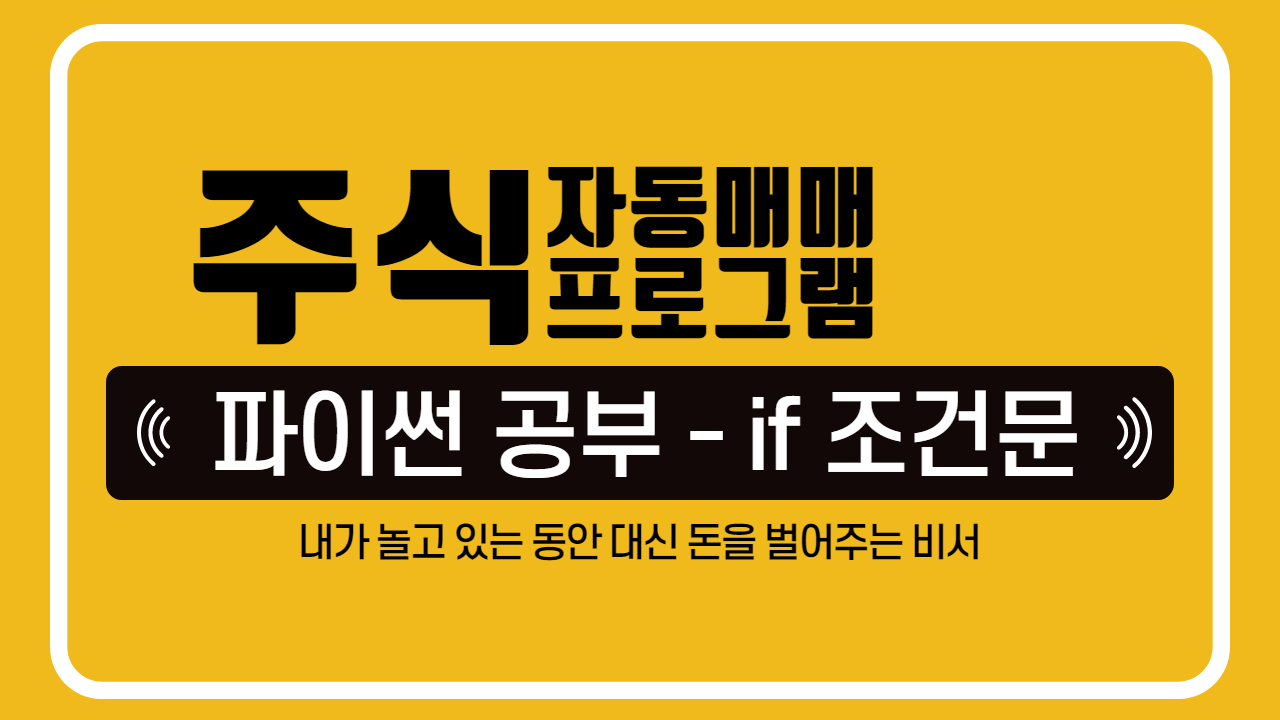 주식 자동매매
프로그램
파이썬 공부 - if 조건문
내가 놀고 있는 동안 대신 돈을 벌어주는 비서